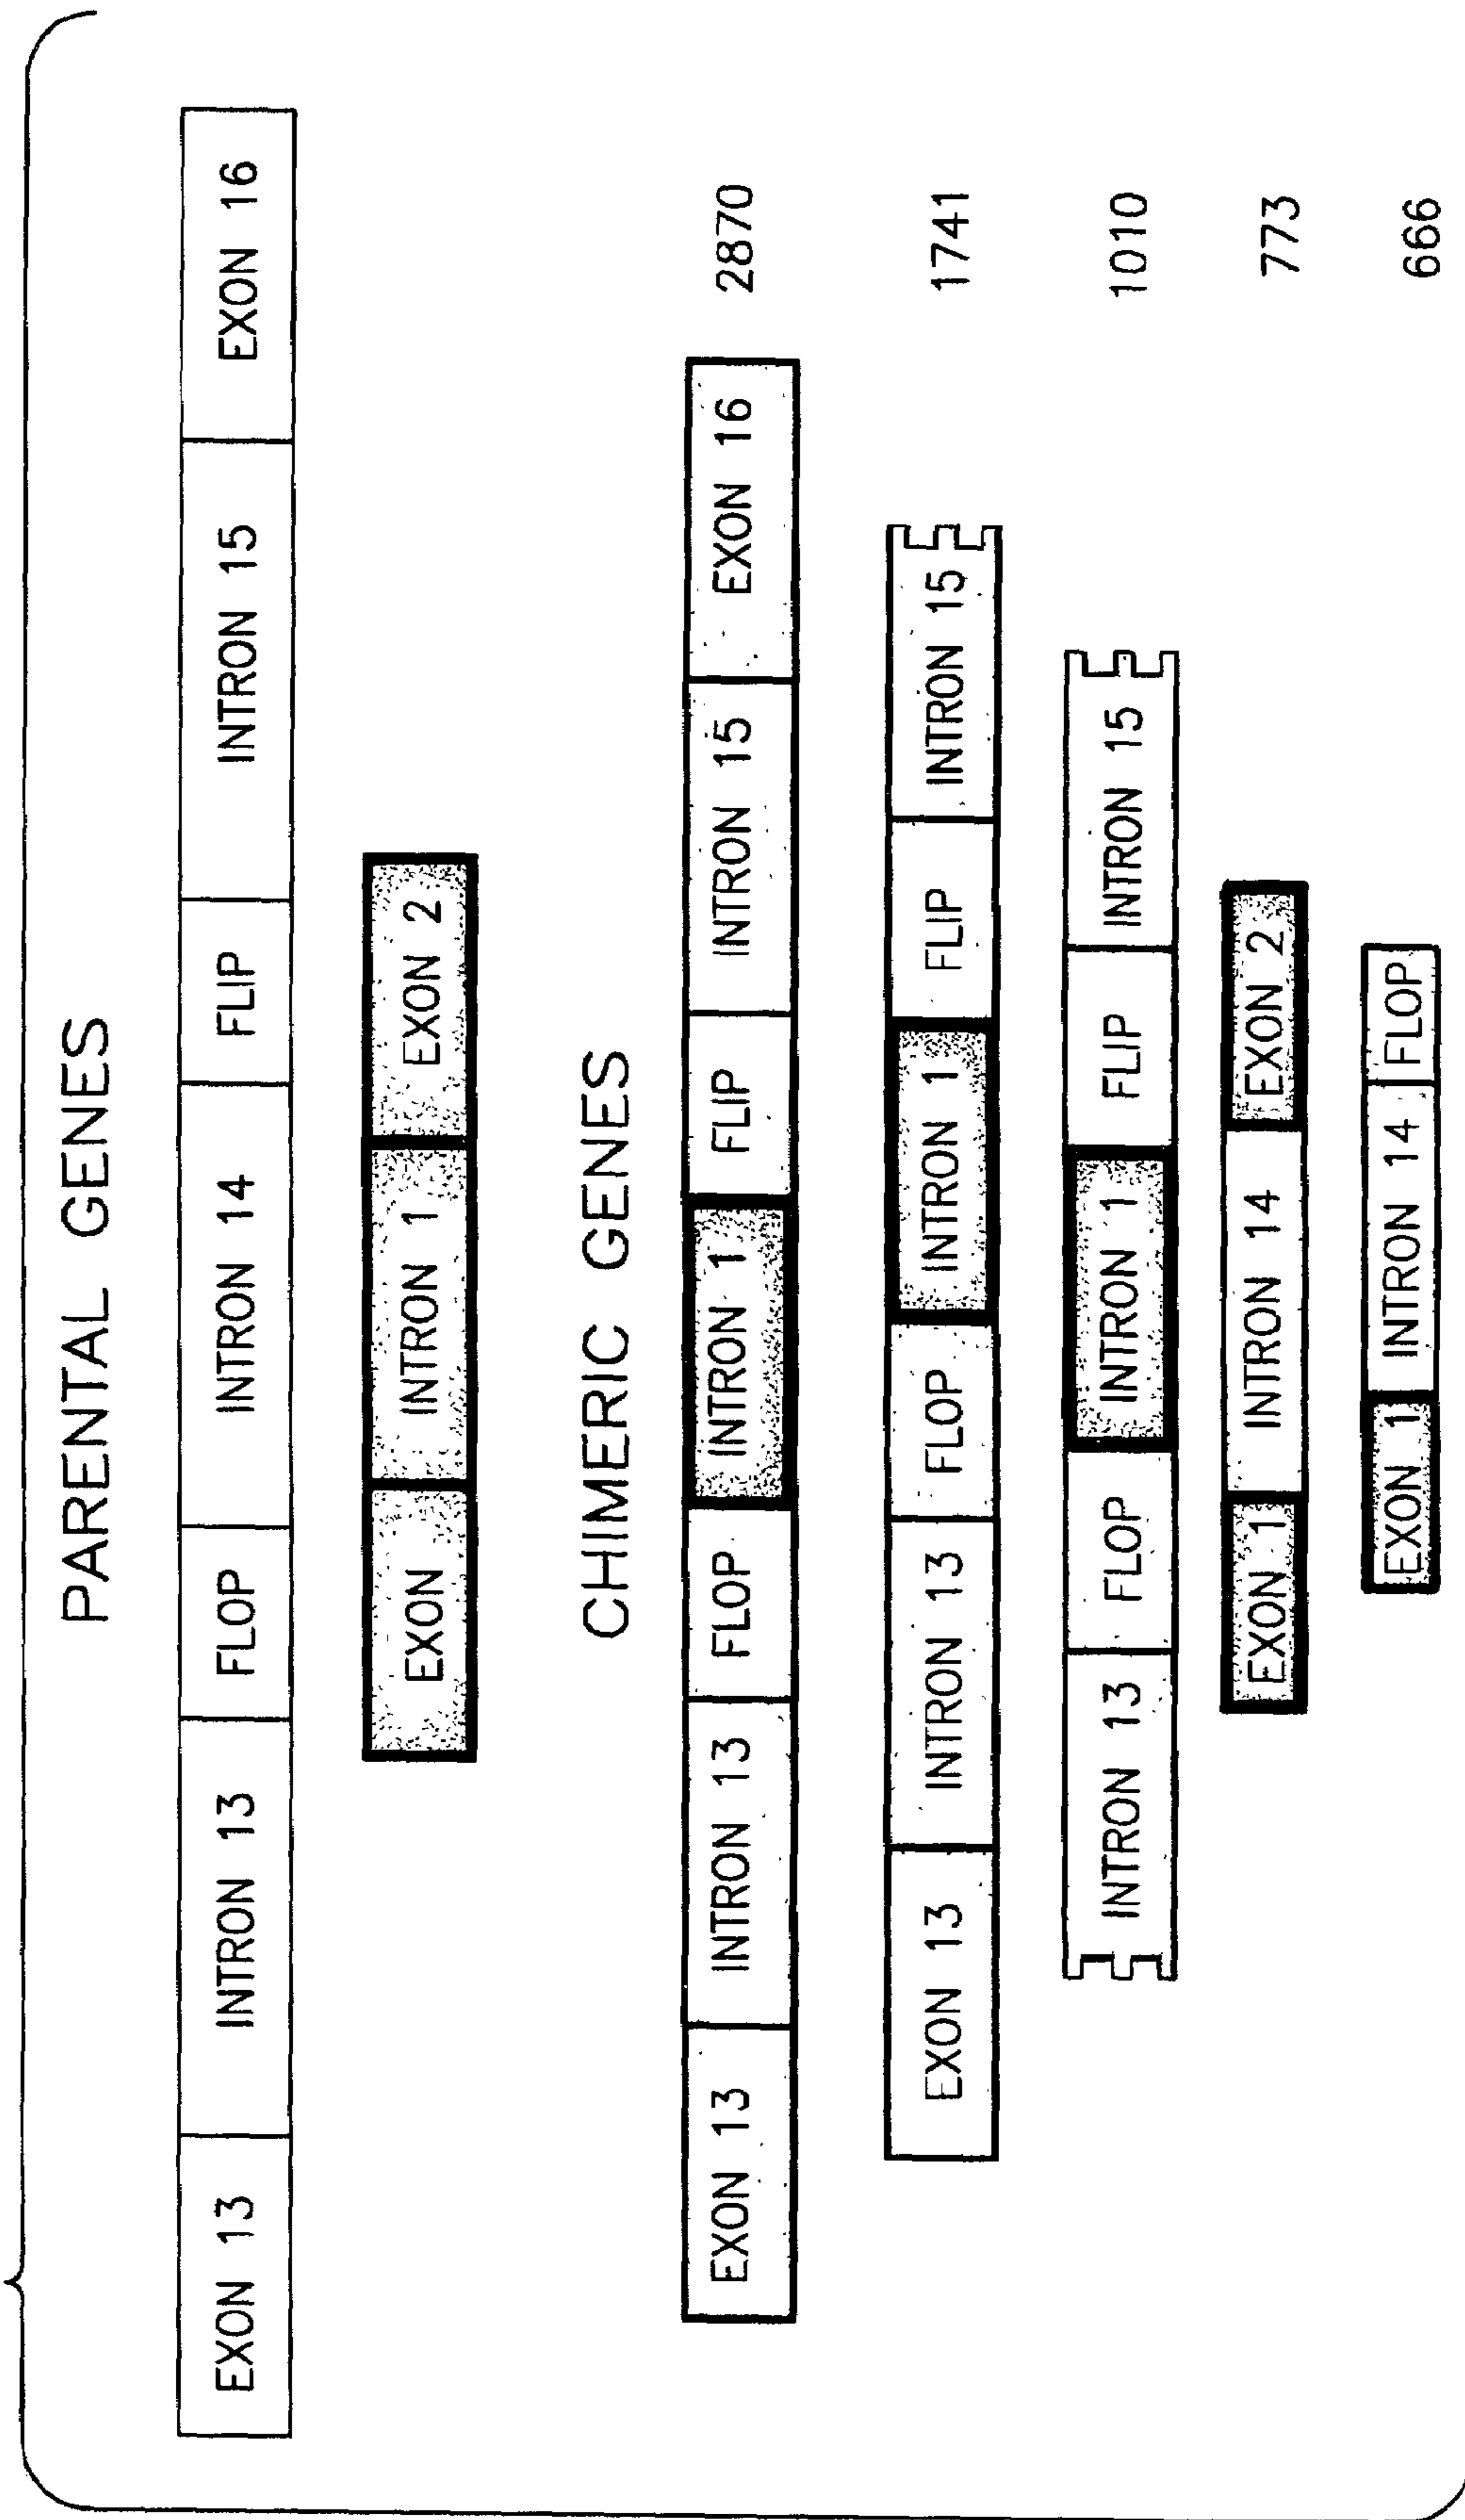 PARENTAL GENES
EXON 13 INTRON 13 FLOP INTRON 14 FLIP INTRON 15 EXON 16
EXON INTRON 1 EXON 2
CHIMERIC GENES
EXON 13 INTRON 13 FLOP INTRON 1 FLIP INTRON 15 EXON 16 2870
EXON 13 INTRON 13 FLOP INTRON 1 FLIP INTRON 15 1741
INTRON 13 FLOP INTRON 1 FLIP INTRON 15 1010
EXON 1 INTRON 14 EXON 2 773
EXON 1 INTRON 14 FLOP 666